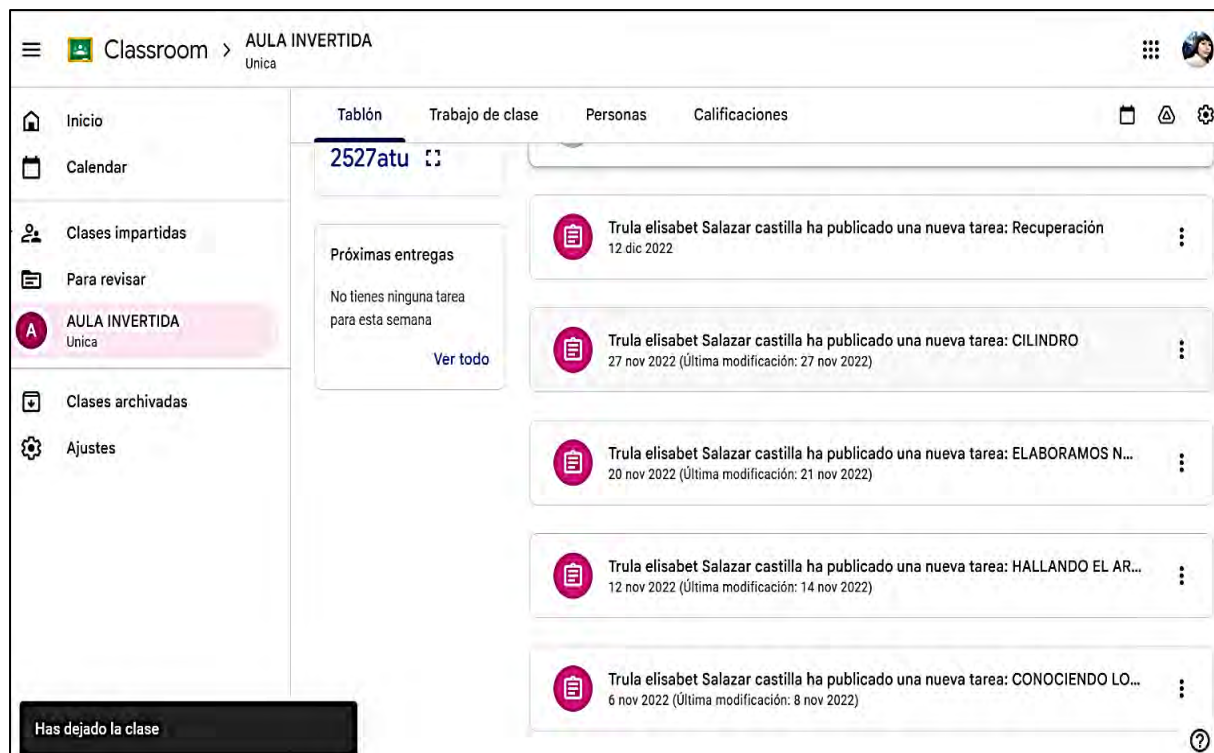 Classroom > AULA INVERTIDA
Unica
Inicio
Calendar
Clases impartidas
Para revisar
A
AULA INVERTIDA
Unica
Clases archivadas
Ajustes
Has dejado la clase
Tablón Trabajo de clase Personas Calificaciones
2527atu
Próximas entregas
No tienes ninguna tarea
para esta semana
Ver todo
Trula elisabet Salazar castilla ha publicado una nueva tarea: Recuperación
12 dic 2022
Trula elisabet Salazar castilla ha publicado una nueva tarea: CILINDRO
27 nov 2022 (Última modificación: 27 nov 2022)
Trula elisabet Salazar castilla ha publicado una nueva tarea: ELABORAMOS N...
20 nov 2022 (Última modificación: 21 nov 2022)
Trula elisabet Salazar castilla ha publicado una nueva tarea: HALLANDO EL AR...
12 nov 2022 (Última modificación: 14 nov 2022)
Trula elisabet Salazar castilla ha publicado una nueva tarea: CONOCIENDO LO...
6 nov 2022 (Última modificación: 8 nov 2022)